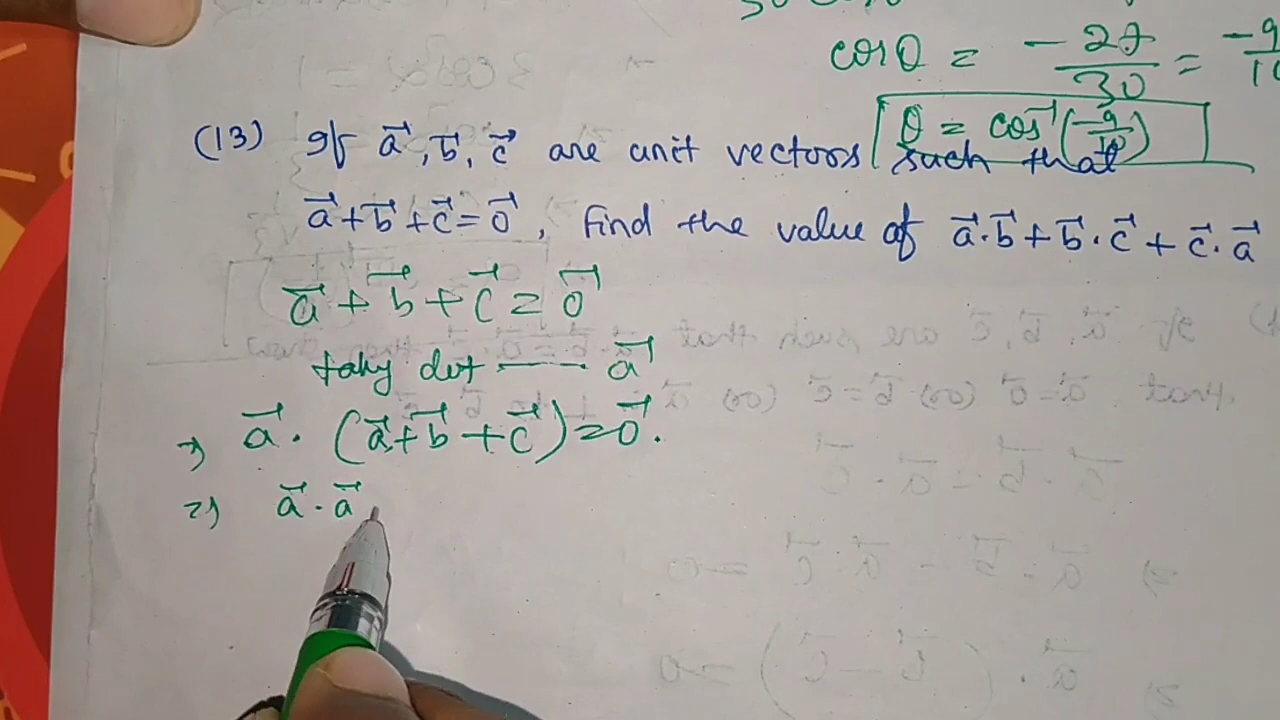 cosθ = -27/30 = -9/10
θ = cos⁻¹(-9/10)
(13) If a⃗, b⃗, c⃗ are unit vectors such that
a⃗+b⃗+c⃗=0⃗, find the value of a⃗.b⃗+b⃗.c⃗+c⃗.a⃗
a⃗+b⃗+c⃗=0⃗
taky dot —— a⃗
⇒ a⃗. (a⃗+b⃗+c⃗)=0⃗.
⇒ a⃗.a⃗